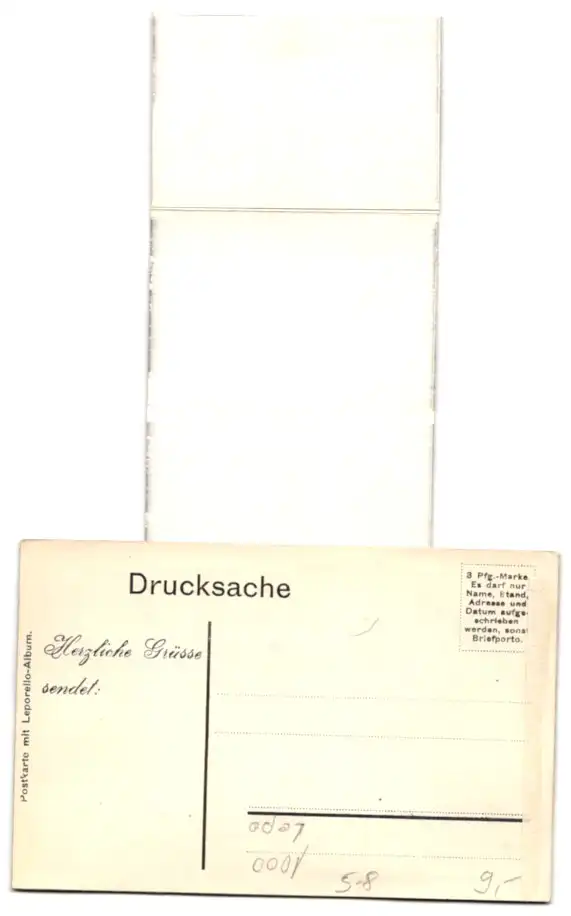 Drucksache
3 Pfg.-Marke
Es darf nur
Name, Stand,
Adresse und
Datum aufge-
schrieben
werden, sonst
Briefporto.
Herzliche Grüsse
sendet:
Postkarte mit Leporello-Album.
Lepo
1000
5-8
9,-